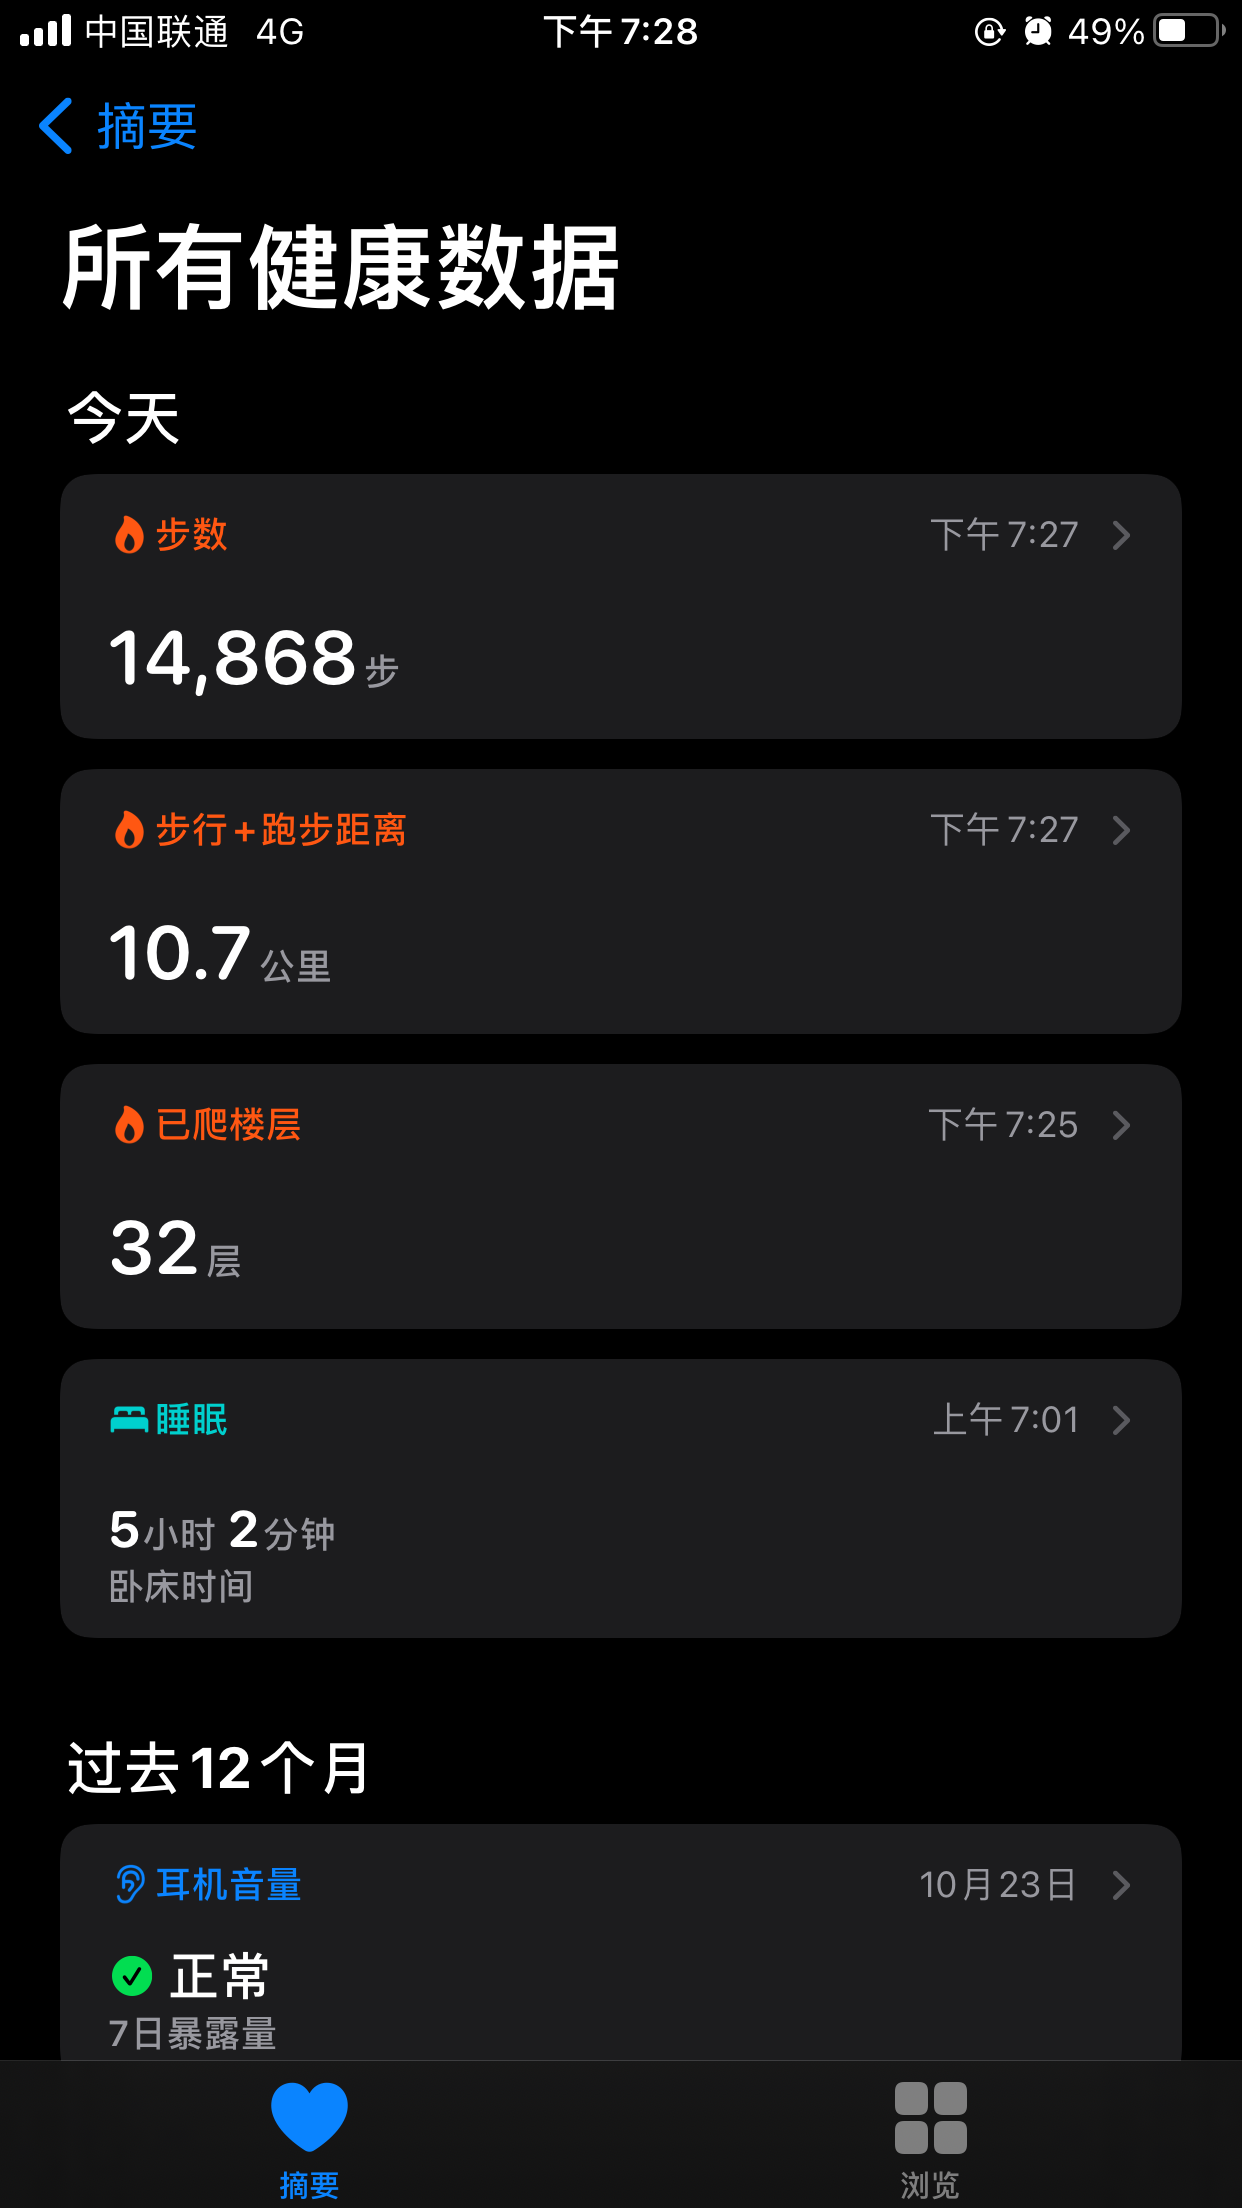 中国联通 4G 下午 7:28 49%
摘要
所有健康数据
今天
步数 下午 7:27
14,868 步
步行+跑步距离 下午 7:27
10.7 公里
已爬楼层 下午 7:25
32 层
睡眠 上午 7:01
5小时 2分钟
卧床时间
过去12个月
耳机音量 10月23日
正常
7日暴露量
摘要 浏览